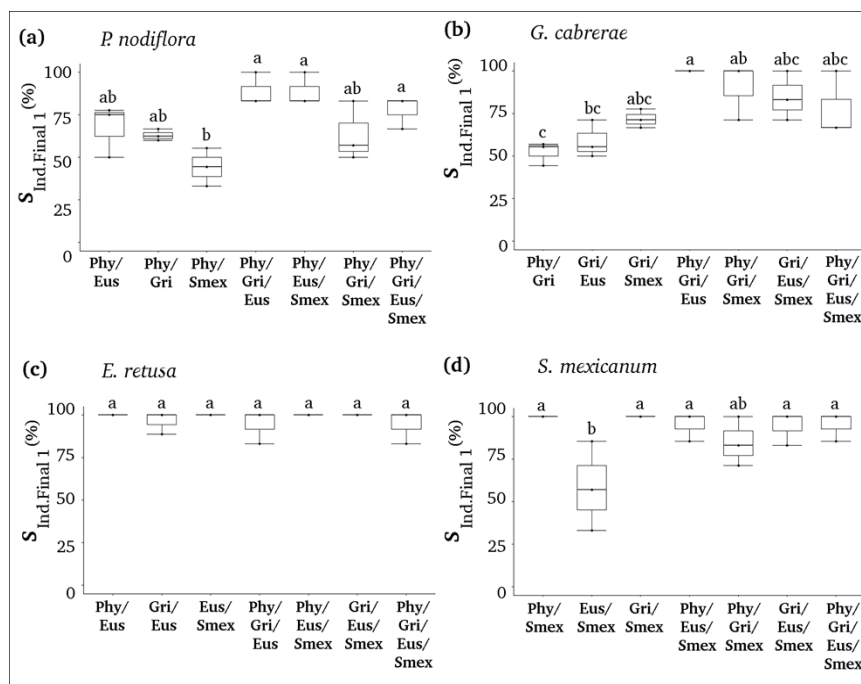 (a) P. nodiflora
S Ind.Final 1 (%)
100
75
50
25
0
ab ab b a a ab a
Phy/ Phy/ Phy/ Phy/ Phy/ Phy/ Phy/
Eus Gri Smex Gri/ Eus/ Gri/ Gri/
Eus Smex Smex Eus/
Smex
(b) G. cabrerae
S Ind.Final 1 (%)
100
75
50
25
0
c bc abc a ab abc abc
Phy/ Gri/ Gri/ Phy/ Phy/ Gri/ Phy/
Gri Eus Smex Gri/ Gri/ Eus/ Gri/
Eus Smex Smex Eus/
Smex
(c) E. retusa
S Ind.Final 1 (%)
100
75
50
25
0
a a a a a a a
Phy/ Gri/ Eus/ Phy/ Phy/ Gri/ Phy/
Eus Eus Smex Gri/ Eus/ Eus/ Gri/
Eus Smex Smex Eus/
Smex
(d) S. mexicanum
S Ind.Final 1 (%)
100
75
50
25
0
a b a a ab a a
Phy/ Eus/ Gri/ Phy/ Phy/ Gri/ Phy/
Smex Smex Smex Eus/ Gri/ Eus/ Gri/
Smex Smex Smex Eus/
Smex